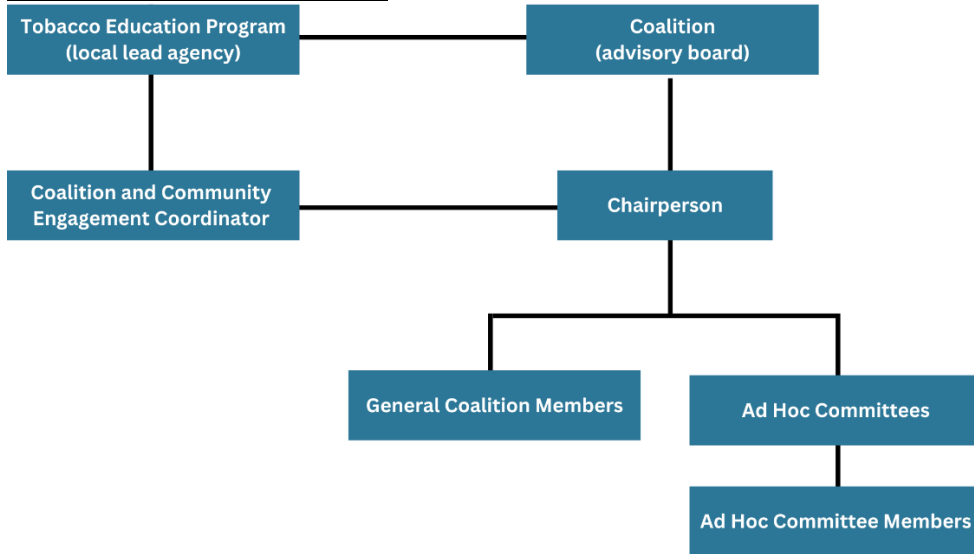 Tobacco Education Program
(local lead agency)
Coalition
(advisory board)
Coalition and Community
Engagement Coordinator
Chairperson
General Coalition Members
Ad Hoc Committees
Ad Hoc Committee Members